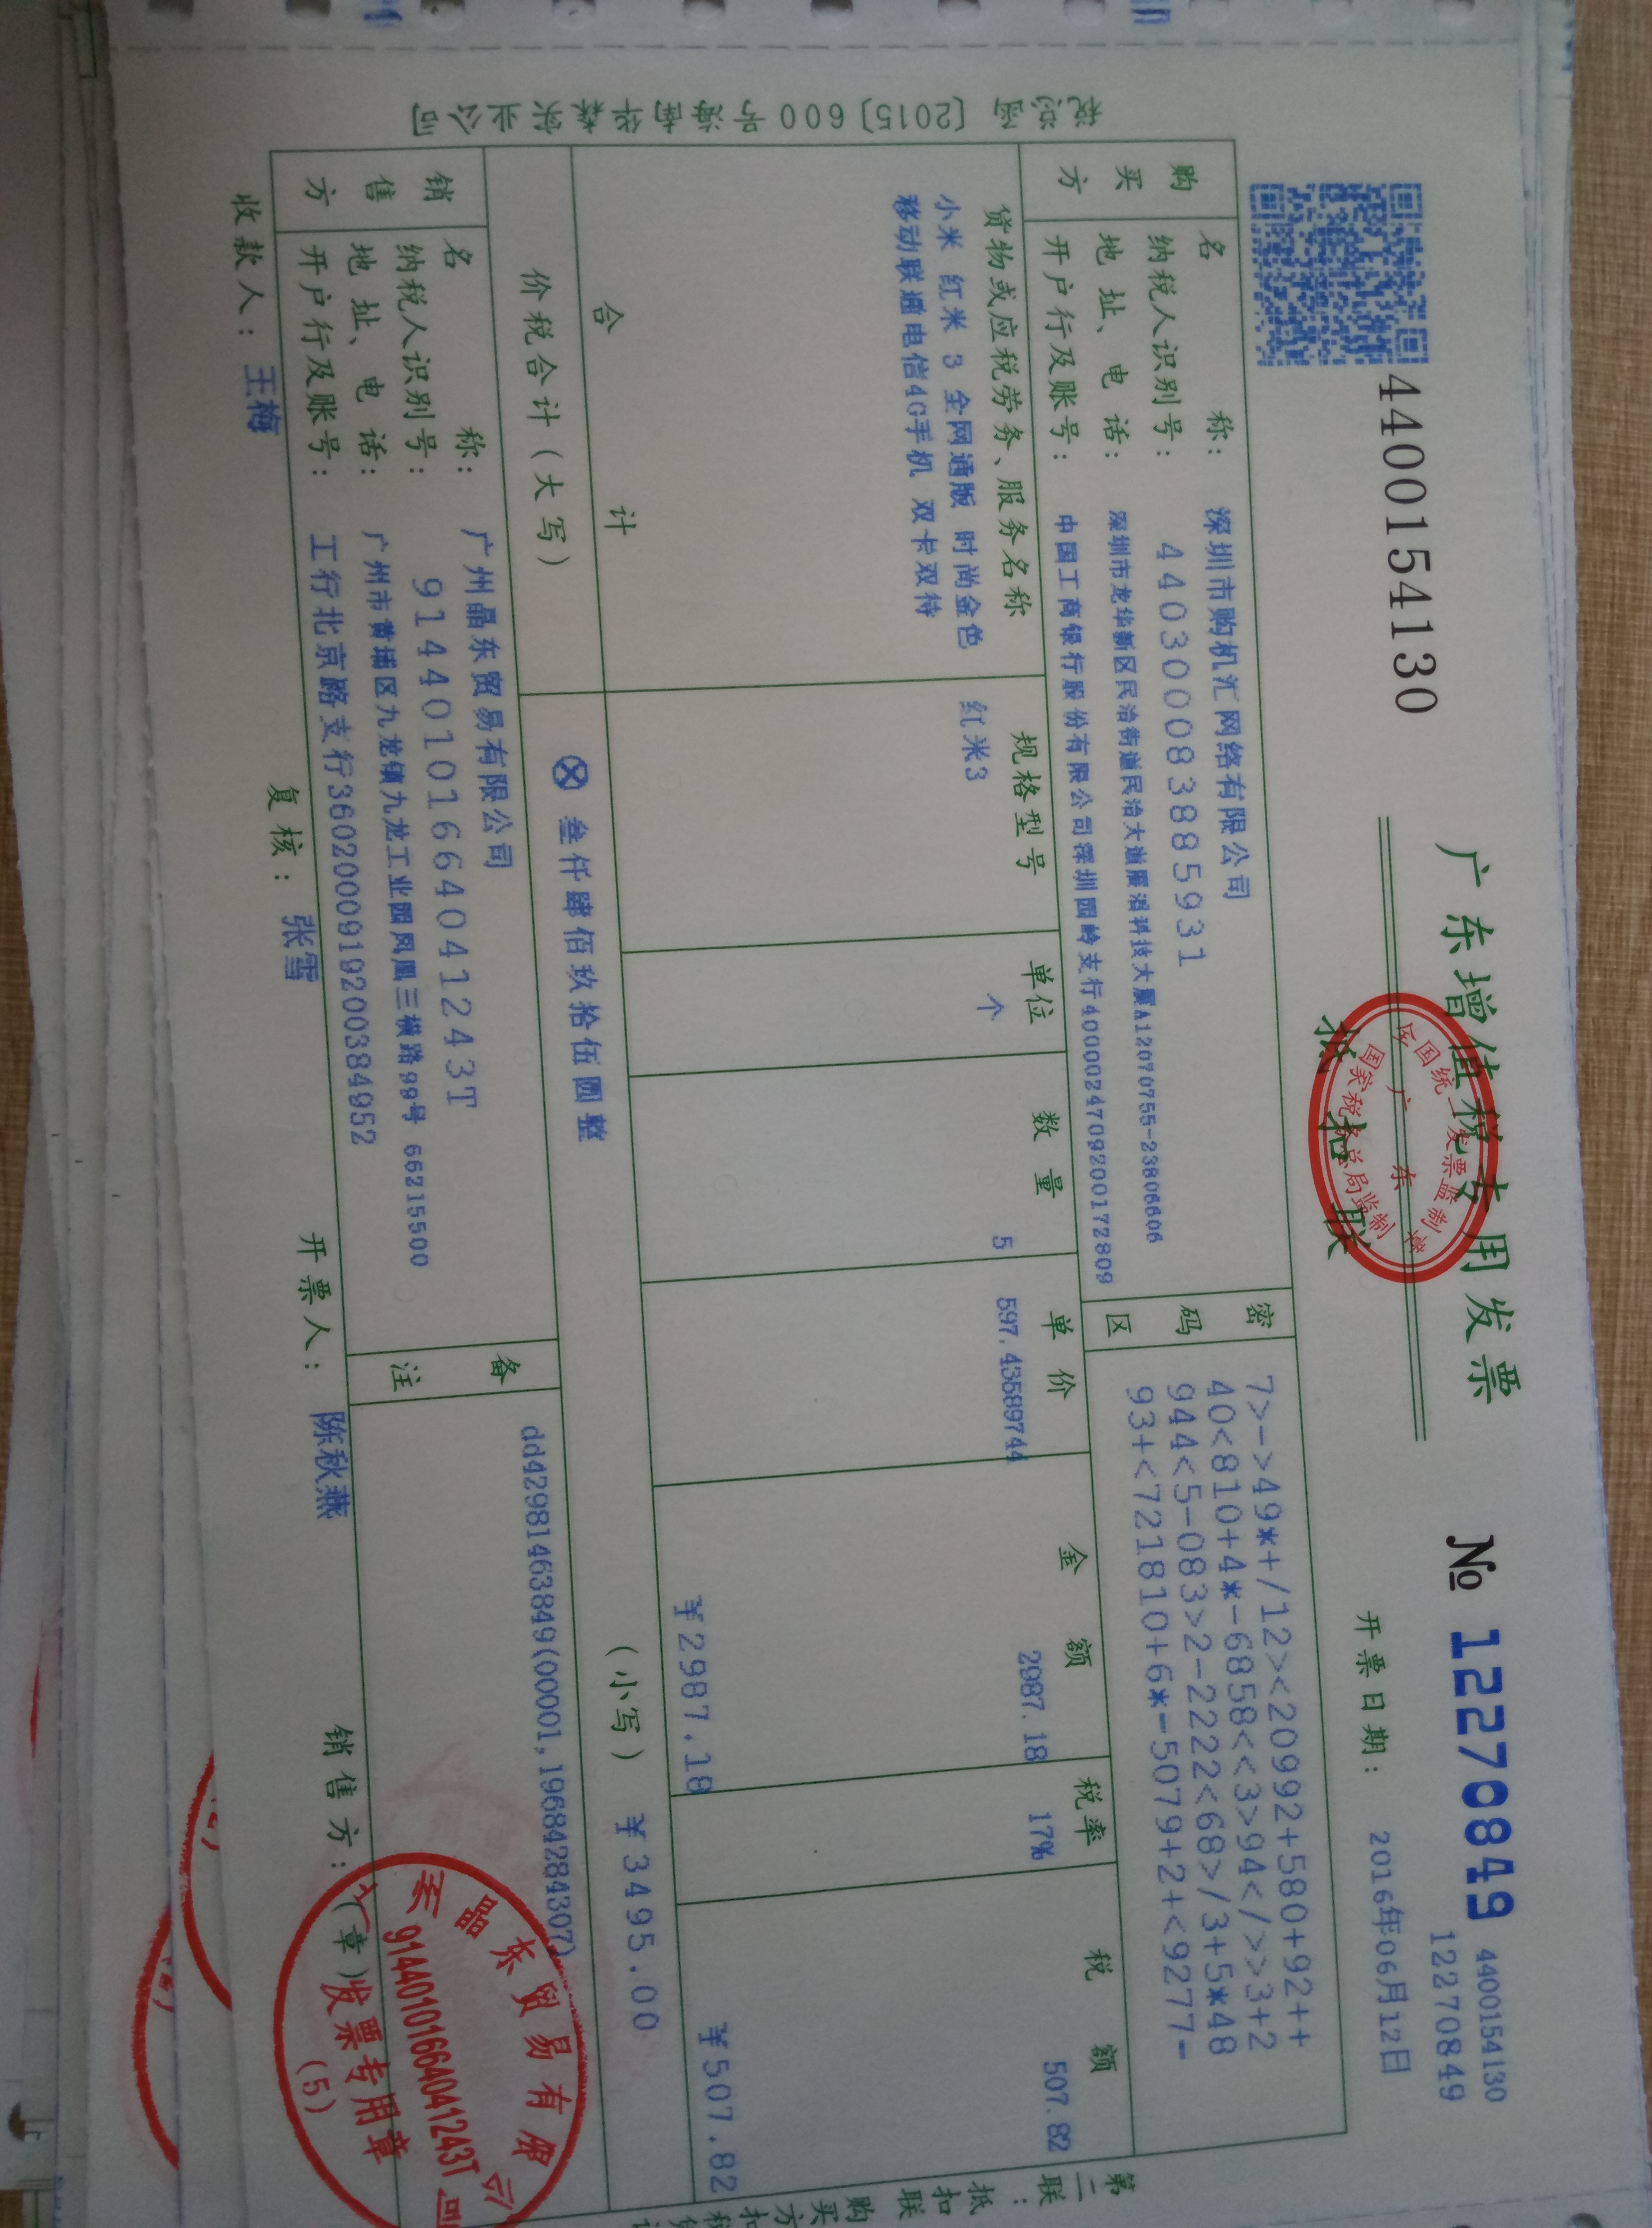 4400154130
广东增值税专用发票
抵扣联
全国统一发票监制章
广东
国家税务总局监制
№ 12270849
4400154130
12270849
开票日期： 2016年06月12日
税总函 [2015] 600 号海南华森实业公司
购买方
名 称： 深圳市购机汇网络有限公司
纳税人识别号： 440300083885931
地 址、电 话： 深圳市龙华新区民治街道民治大道展滔科技大厦A12070755-23806606
开户行及账号： 中国工商银行股份有限公司深圳园岭支行4000024709200172809
密码区
7>->49*+/12><20992+580+92++
40<810+4*-6858<<3>94</>>3+2
944<5-083>2-2222<68>/3+5*48
93+<721810+6*-5079+2+<9277-
货物或应税劳务、服务名称 规格型号 单位 数 量 单 价 金 额 税率 税 额
小米 红米 3 全网通版 时尚金色 红米3 个 5 597.43589744 2987.18 17% 507.82
移动联通电信4G手机 双卡双待
合 计 ￥2987.18 ￥507.82
价税合计（大写） ⊗ 叁仟肆佰玖拾伍圆整 （小写） ￥3495.00
销售方
名 称： 广州晶东贸易有限公司
纳税人识别号： 91440101664041243T
地 址、电 话： 广州市黄埔区九龙镇九龙工业园凤凰三横路99号 66215500
开户行及账号： 工行北京路支行3602000919200384952
备注
dd42981463849(00001,19684284307)
收款人： 王梅 复核： 张雪 开票人： 陈秋燕 销售方：（章）
州晶东贸易有限公司
91440101664041243T
发票专用章
(5)
第二联：抵扣联 购买方扣税